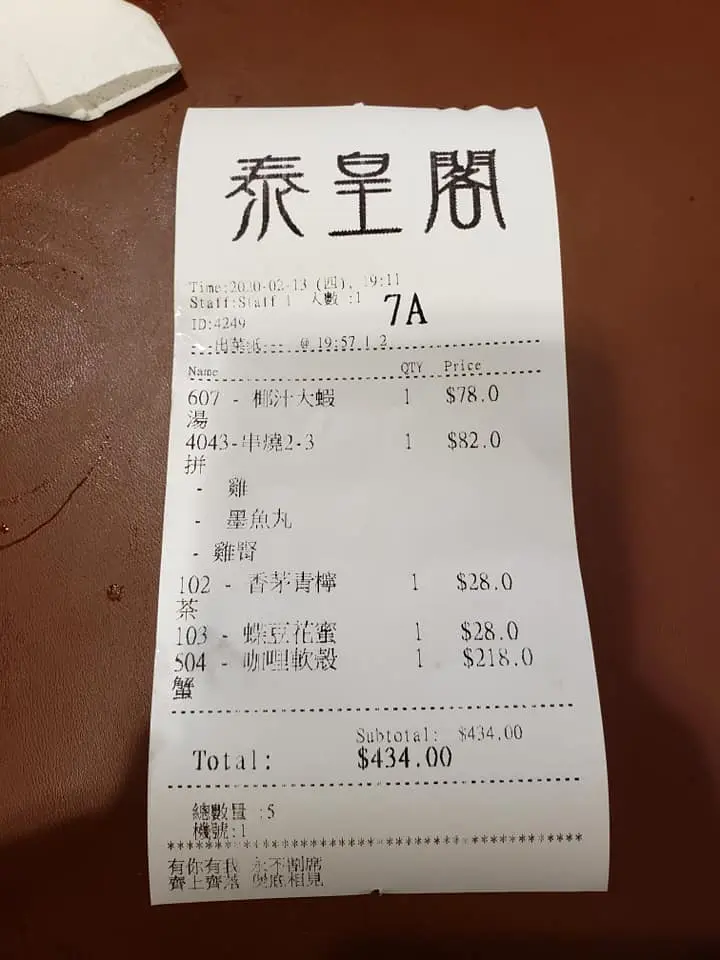 泰皇閣
Time:2020-02-13 (四), 19:11
Staff:Staff 1 人數 :1
7A
ID:4249
---出菜紙--- @ 19:57 | 2
Name QTY Price
607 - 椰汁大蝦 1 $78.0
湯
4043-串燒2-3 1 $82.0
拼
- 雞
- 墨魚丸
- 雞腎
102 - 香茅青檸 1 $28.0
茶
103 - 蝶豆花蜜 1 $28.0
504 - 咖哩軟殼 1 $218.0
蟹
Subtotal: $434.00
Total: $434.00
總數量 :5
機號:1
****************************************
有你有我 永不割席
齊上齊落 煲底相見